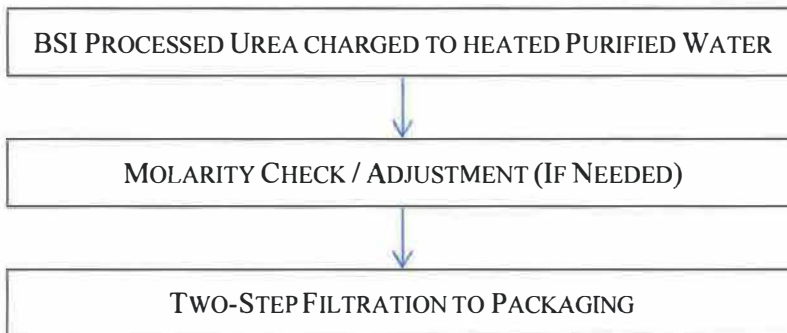 BSI PROCESSED UREA CHARGED TO HEATED PURIFIED WATER
MOLARITY CHECK / ADJUSTMENT (IF NEEDED)
TWO-STEP FILTRATION TO PACKAGING